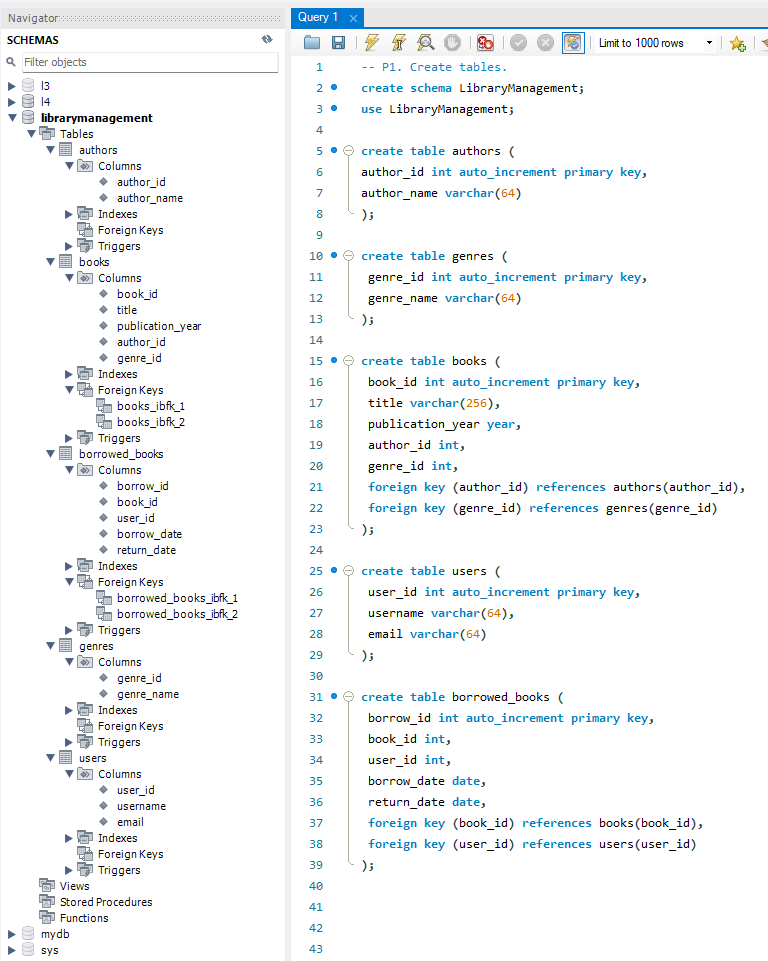 Navigator
SCHEMAS
Filter objects
l3
l4
librarymanagement
Tables
authors
Columns
author_id
author_name
Indexes
Foreign Keys
Triggers
books
Columns
book_id
title
publication_year
author_id
genre_id
Indexes
Foreign Keys
books_ibfk_1
books_ibfk_2
Triggers
borrowed_books
Columns
borrow_id
book_id
user_id
borrow_date
return_date
Indexes
Foreign Keys
borrowed_books_ibfk_1
borrowed_books_ibfk_2
Triggers
genres
Columns
genre_id
genre_name
Indexes
Foreign Keys
Triggers
users
Columns
user_id
username
email
Indexes
Foreign Keys
Triggers
Views
Stored Procedures
Functions
mydb
sys
Query 1
Limit to 1000 rows
1 -- P1. Create tables.
2 create schema LibraryManagement;
3 use LibraryManagement;
4
5 create table authors (
6 author_id int auto_increment primary key,
7 author_name varchar(64)
8 );
9
10 create table genres (
11 genre_id int auto_increment primary key,
12 genre_name varchar(64)
13 );
14
15 create table books (
16 book_id int auto_increment primary key,
17 title varchar(256),
18 publication_year year,
19 author_id int,
20 genre_id int,
21 foreign key (author_id) references authors(author_id),
22 foreign key (genre_id) references genres(genre_id)
23 );
24
25 create table users (
26 user_id int auto_increment primary key,
27 username varchar(64),
28 email varchar(64)
29 );
30
31 create table borrowed_books (
32 borrow_id int auto_increment primary key,
33 book_id int,
34 user_id int,
35 borrow_date date,
36 return_date date,
37 foreign key (book_id) references books(book_id),
38 foreign key (user_id) references users(user_id)
39 );
40
41
42
43